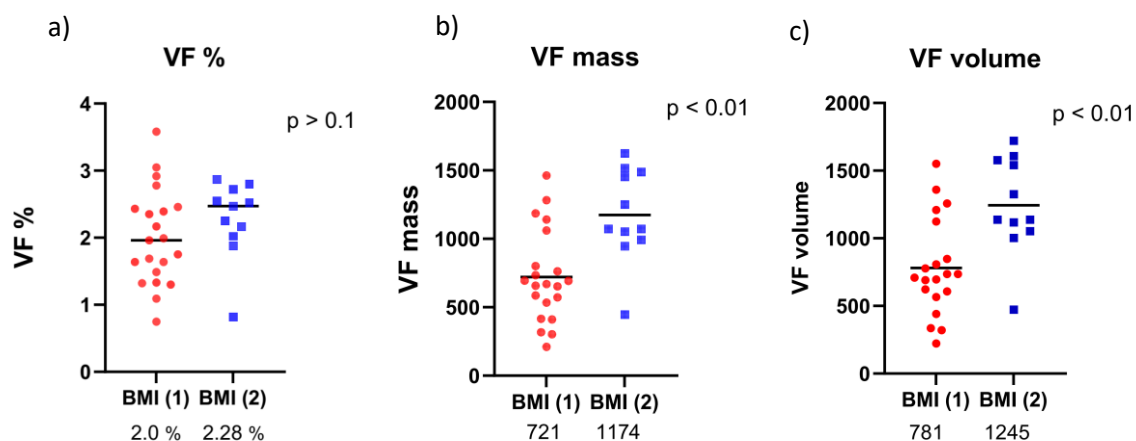 a)
VF %
p > 0.1
VF %
4
3
2
1
0
BMI (1) BMI (2)
2.0 % 2.28 %
b)
VF mass
p < 0.01
VF mass
2000
1500
1000
500
0
BMI (1) BMI (2)
721 1174
c)
VF volume
p < 0.01
VF volume
2000
1500
1000
500
0
BMI (1) BMI (2)
781 1245